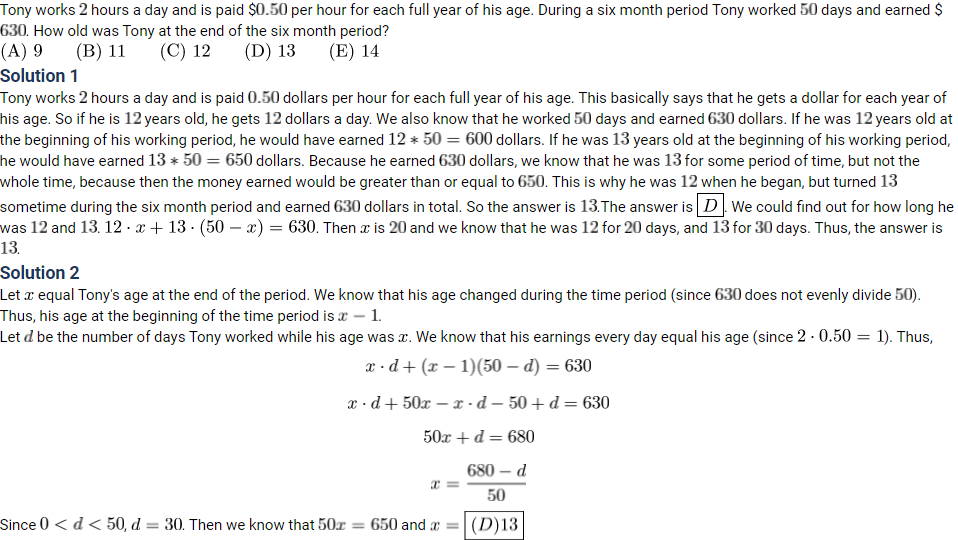 Tony works 2 hours a day and is paid $0.50 per hour for each full year of his age. During a six month period Tony worked 50 days and earned $
630. How old was Tony at the end of the six month period?
(A) 9 (B) 11 (C) 12 (D) 13 (E) 14
Solution 1
Tony works 2 hours a day and is paid 0.50 dollars per hour for each full year of his age. This basically says that he gets a dollar for each year of
his age. So if he is 12 years old, he gets 12 dollars a day. We also know that he worked 50 days and earned 630 dollars. If he was 12 years old at
the beginning of his working period, he would have earned 12 * 50 = 600 dollars. If he was 13 years old at the beginning of his working period,
he would have earned 13 * 50 = 650 dollars. Because he earned 630 dollars, we know that he was 13 for some period of time, but not the
whole time, because then the money earned would be greater than or equal to 650. This is why he was 12 when he began, but turned 13
sometime during the six month period and earned 630 dollars in total. So the answer is 13.The answer is D. We could find out for how long he
was 12 and 13. 12 · x + 13 · (50 − x) = 630. Then x is 20 and we know that he was 12 for 20 days, and 13 for 30 days. Thus, the answer is
13.
Solution 2
Let x equal Tony's age at the end of the period. We know that his age changed during the time period (since 630 does not evenly divide 50).
Thus, his age at the beginning of the time period is x − 1.
Let d be the number of days Tony worked while his age was x. We know that his earnings every day equal his age (since 2 · 0.50 = 1). Thus,
x · d + (x − 1)(50 − d) = 630
x · d + 50x − x · d − 50 + d = 630
50x + d = 680
x = \frac{680 − d}{50}
Since 0 < d < 50, d = 30. Then we know that 50x = 650 and x = (D)13